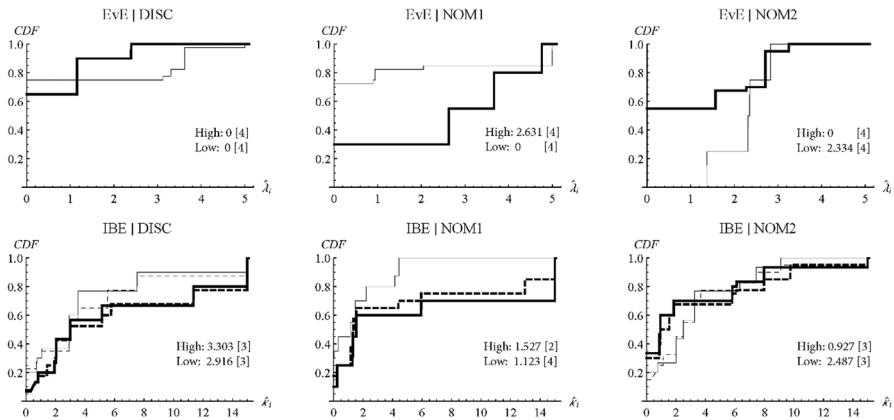 EvE | DISC
EvE | NOM1
EvE | NOM2
CDF
1.0
0.8
0.6
0.4
0.2
High: 0 [4]
Low: 0 [4]
0 1 2 3 4 5 λ̂i
CDF
1.0
0.8
0.6
0.4
0.2
High: 2.631 [4]
Low: 0 [4]
0 1 2 3 4 5 λ̂i
CDF
1.0
0.8
0.6
0.4
0.2
High: 0 [4]
Low: 2.334 [4]
0 1 2 3 4 5 λ̂i
IBE | DISC
IBE | NOM1
IBE | NOM2
CDF
1.0
0.8
0.6
0.4
0.2
High: 3.303 [3]
Low: 2.916 [3]
0 2 4 6 8 10 12 14 κ̂i
CDF
1.0
0.8
0.6
0.4
0.2
High: 1.527 [2]
Low: 1.123 [4]
0 2 4 6 8 10 12 14 κ̂i
CDF
1.0
0.8
0.6
0.4
0.2
High: 0.927 [3]
Low: 2.487 [3]
0 2 4 6 8 10 12 14 κ̂i